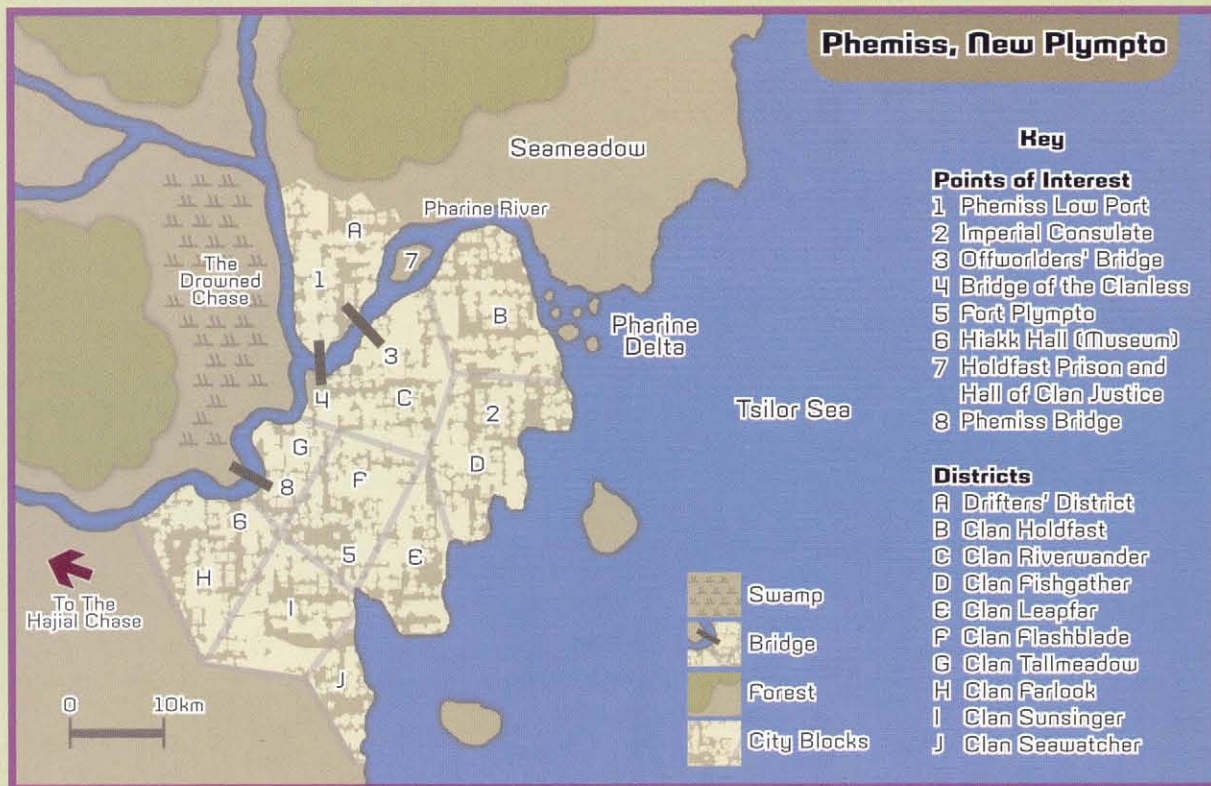 Phemiss, New Plympto
Key
Points of Interest
1 Phemiss Low Port
2 Imperial Consulate
3 Offworlders' Bridge
4 Bridge of the Clanless
5 Fort Plympto
6 Hiakk Hall (Museum)
7 Holdfast Prison and
Hall of Clan Justice
8 Phemiss Bridge
Districts
A Drifters' District
B Clan Holdfast
C Clan Riverwander
D Clan Fishgather
E Clan Leapfar
F Clan Flashblade
G Clan Tallmeadow
H Clan Farlook
I Clan Sunsinger
J Clan Seawatcher
Seameadow
Pharine River
A
7
The
Drowned
Chase
1
B
3
Pharine
Delta
4
C
2
Tsilor Sea
G
F
D
8
6
5
E
H
I
J
To The
Hajial Chase
0 10km
Swamp
Bridge
Forest
City Blocks